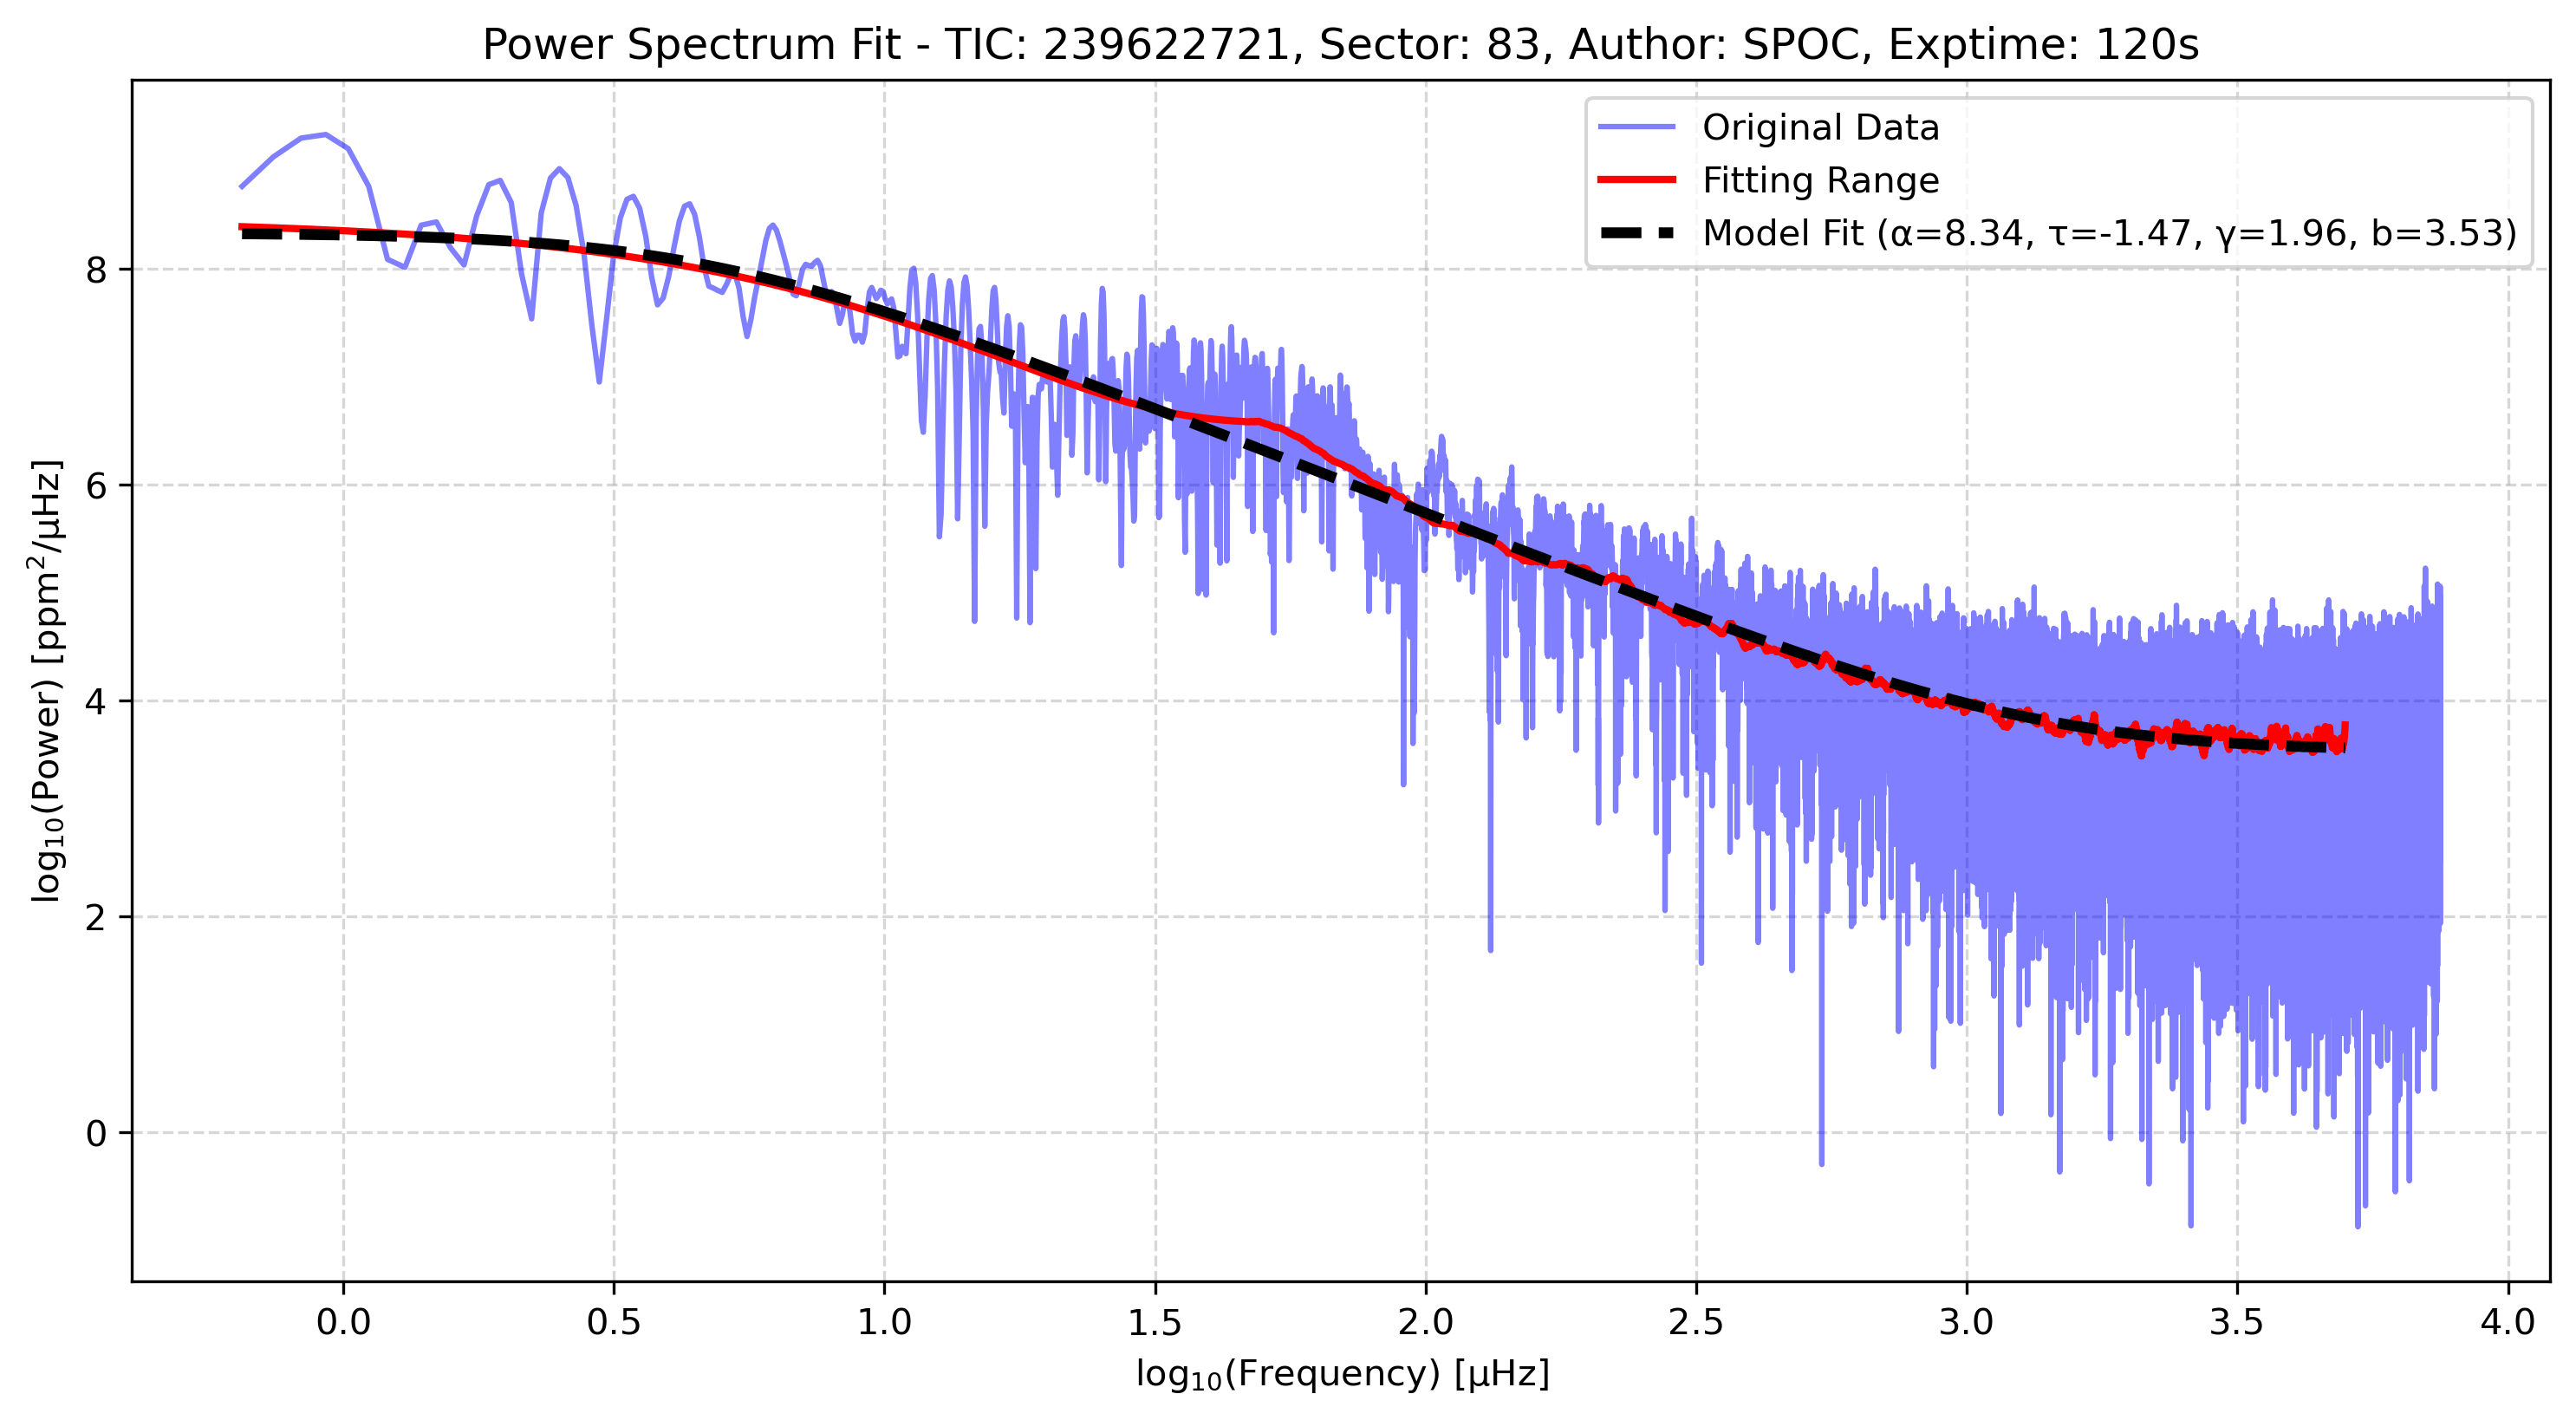 Power Spectrum Fit - TIC: 239622721, Sector: 83, Author: SPOC, Exptime: 120s
Original Data
Fitting Range
Model Fit (α=8.34, τ=-1.47, γ=1.96, b=3.53)
log₁₀(Power) [ppm²/μHz]
8
6
4
2
0
0.0 0.5 1.0 1.5 2.0 2.5 3.0 3.5 4.0
log₁₀(Frequency) [μHz]